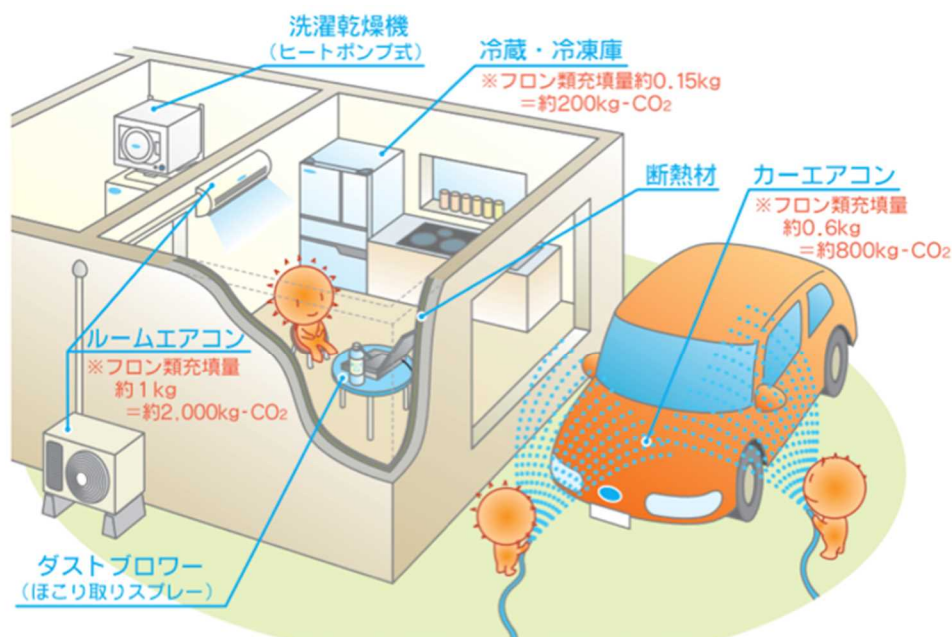 洗濯乾燥機
(ヒートポンプ式)
冷蔵・冷凍庫
※フロン類充填量約0.15kg
=約200kg-CO₂
断熱材
カーエアコン
※フロン類充填量
約0.6kg
=約800kg-CO₂
ルームエアコン
※フロン類充填量
約1kg
=約2,000kg-CO₂
ダストブロワー
(ほこり取りスプレー)